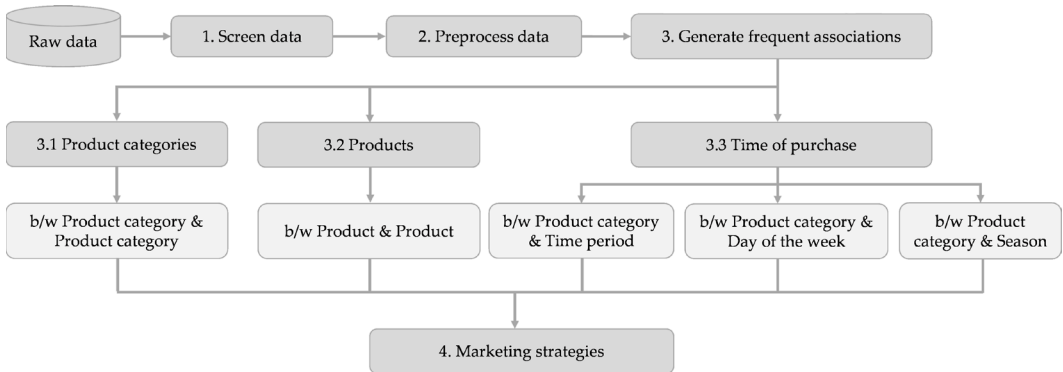 Raw data
1. Screen data
2. Preprocess data
3. Generate frequent associations
3.1 Product categories
3.2 Products
3.3 Time of purchase
b/w Product category &
Product category
b/w Product & Product
b/w Product category
& Time period
b/w Product category &
Day of the week
b/w Product
category & Season
4. Marketing strategies